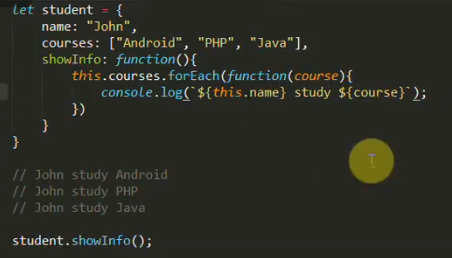 let student = {
    name: "John",
    courses: ["Android", "PHP", "Java"],
    showInfo: function(){
        this.courses.forEach(function(course){
            console.log(`${this.name} study ${course}`);
        })
    }
}
// John study Android
// John study PHP
// John study Java
student.showInfo();